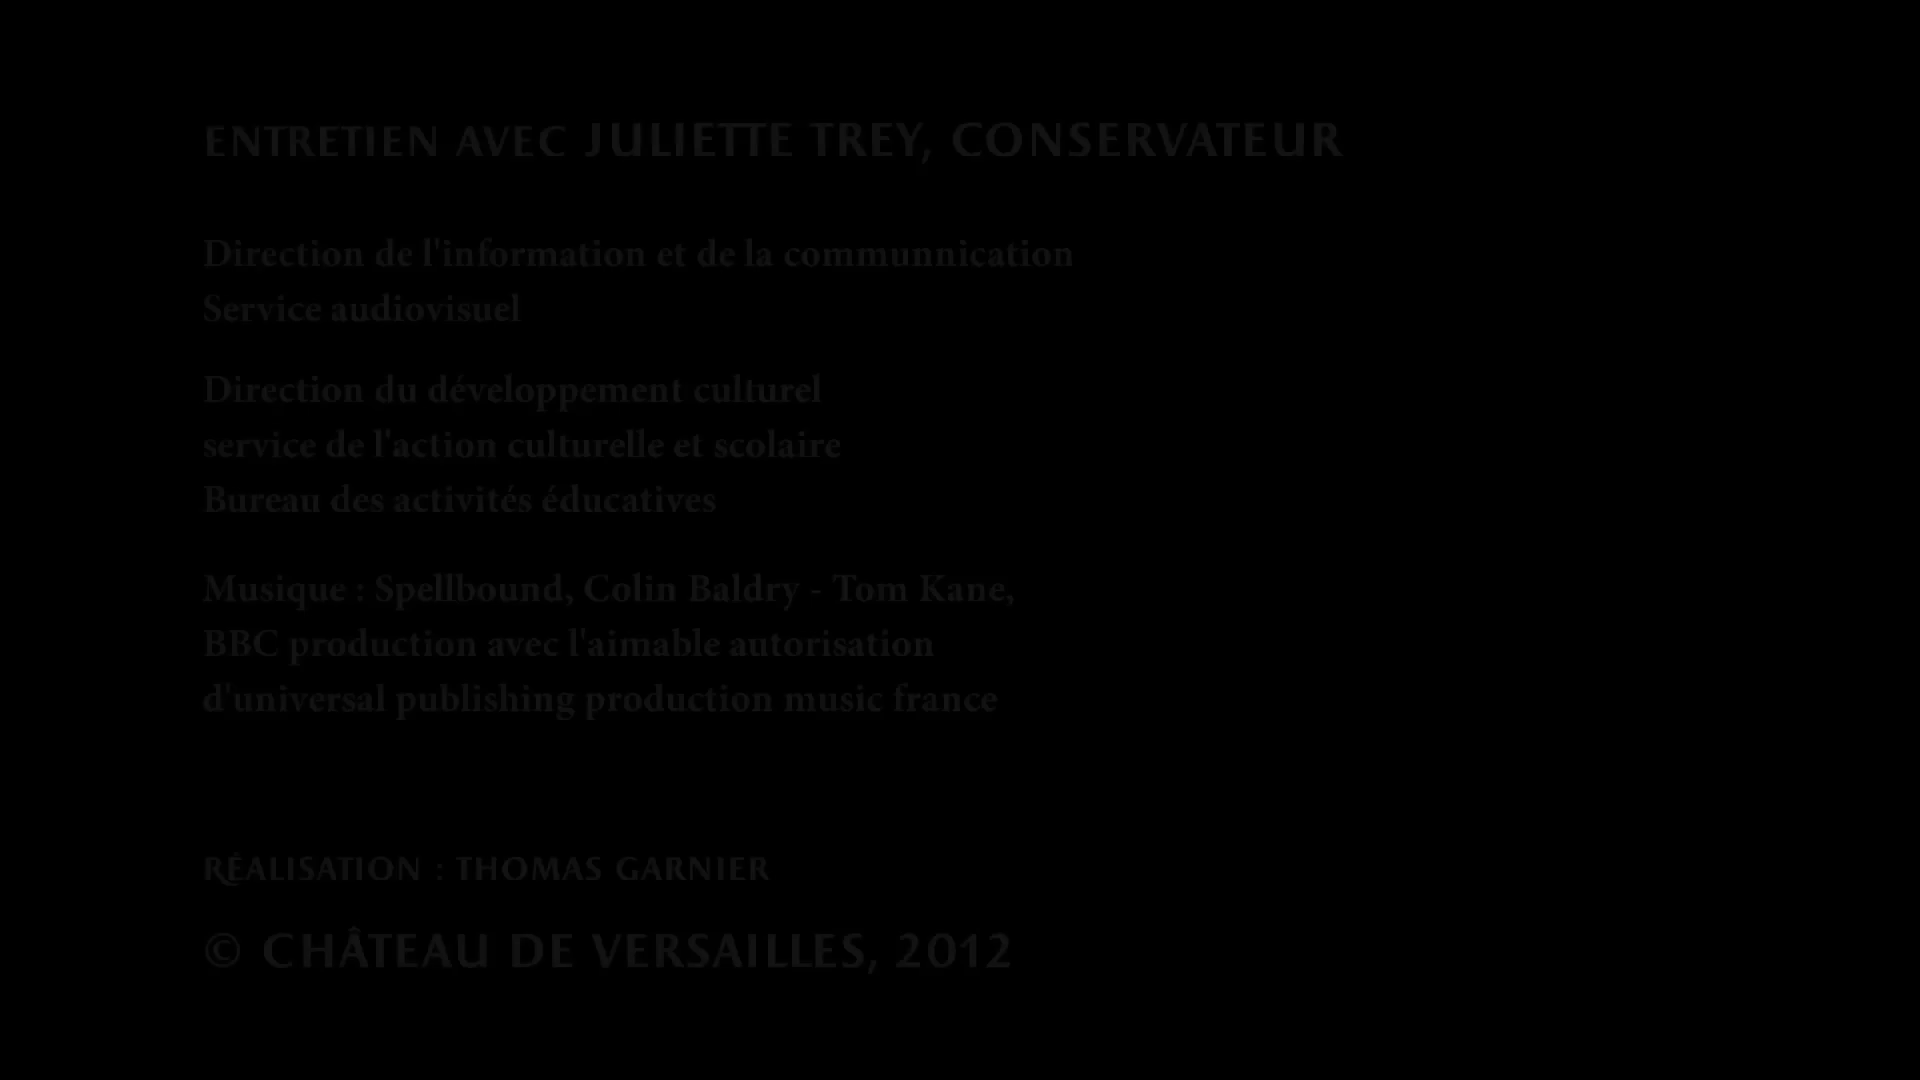 ENTRETIEN AVEC JULIETTE TREY, CONSERVATEUR
Direction de l'information et de la communnication
Service audiovisuel
Direction du développement culturel
service de l'action culturelle et scolaire
Bureau des activités éducatives
Musique : Spellbound, Colin Baldry - Tom Kane,
BBC production avec l'aimable autorisation
d'universal publishing production music france
RÉALISATION : THOMAS GARNIER
© CHÂTEAU DE VERSAILLES, 2012